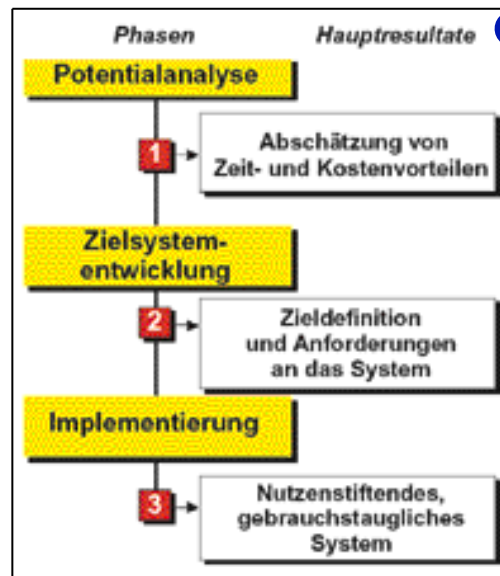 Phasen Hauptresultate
Potentialanalyse
1
Abschätzung von
Zeit- und Kostenvorteilen
Zielsystem-
entwicklung
2
Zieldefinition
und Anforderungen
an das System
Implementierung
3
Nutzenstiftendes,
gebrauchstaugliches
System